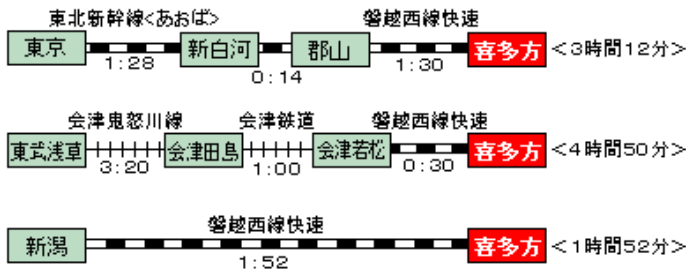 東北新幹線<あおば> 磐越西線快速
東京 新白河 郡山 喜多方 <3時間12分>
1:28 0:14 1:30
会津鬼怒川線 会津鉄道 磐越西線快速
東武浅草 会津田島 会津若松 喜多方 <4時間50分>
3:20 1:00 0:30
磐越西線快速
新潟 喜多方 <1時間52分>
1:52